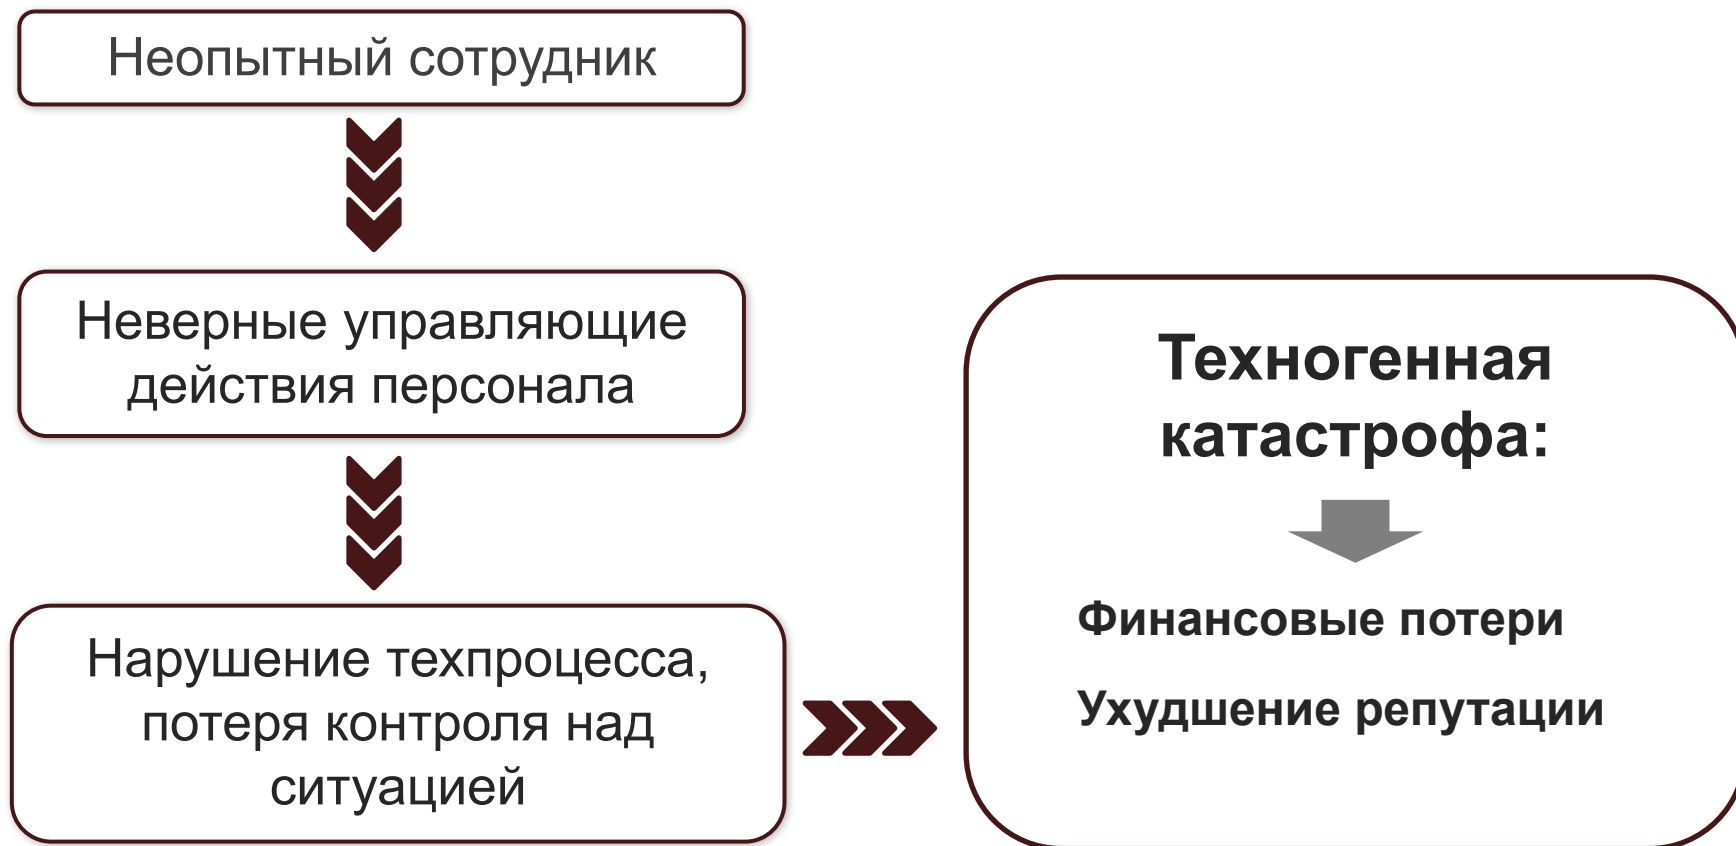 Неопытный сотрудник
Неверные управляющие
действия персонала
Нарушение техпроцесса,
потеря контроля над
ситуацией
Техногенная
катастрофа:
Финансовые потери
Ухудшение репутации